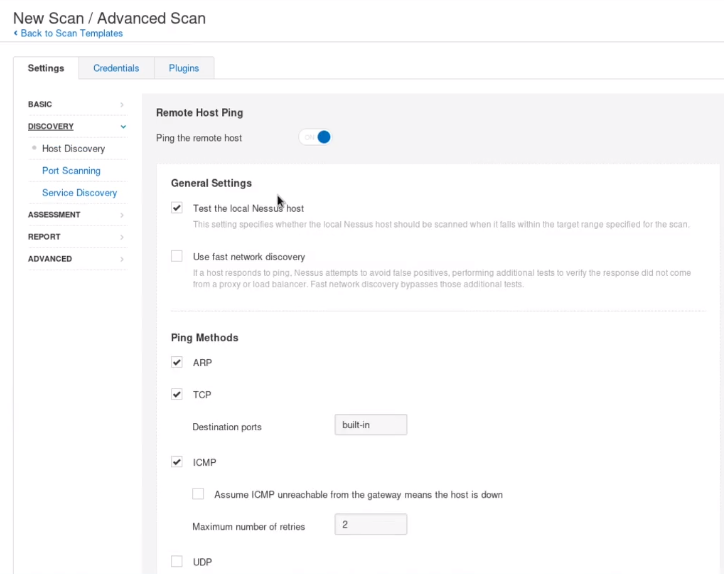 New Scan / Advanced Scan
Back to Scan Templates
Settings
Credentials
Plugins
BASIC
DISCOVERY
Host Discovery
Port Scanning
Service Discovery
ASSESSMENT
REPORT
ADVANCED
Remote Host Ping
Ping the remote host
ON
General Settings
Test the local Nessus host
This setting specifies whether the local Nessus host should be scanned when it falls within the target range specified for the scan.
Use fast network discovery
If a host responds to ping, Nessus attempts to avoid false positives, performing additional tests to verify the response did not come
from a proxy or load balancer. Fast network discovery bypasses those additional tests.
Ping Methods
ARP
TCP
Destination ports
built-in
ICMP
Assume ICMP unreachable from the gateway means the host is down
Maximum number of retries
2
UDP